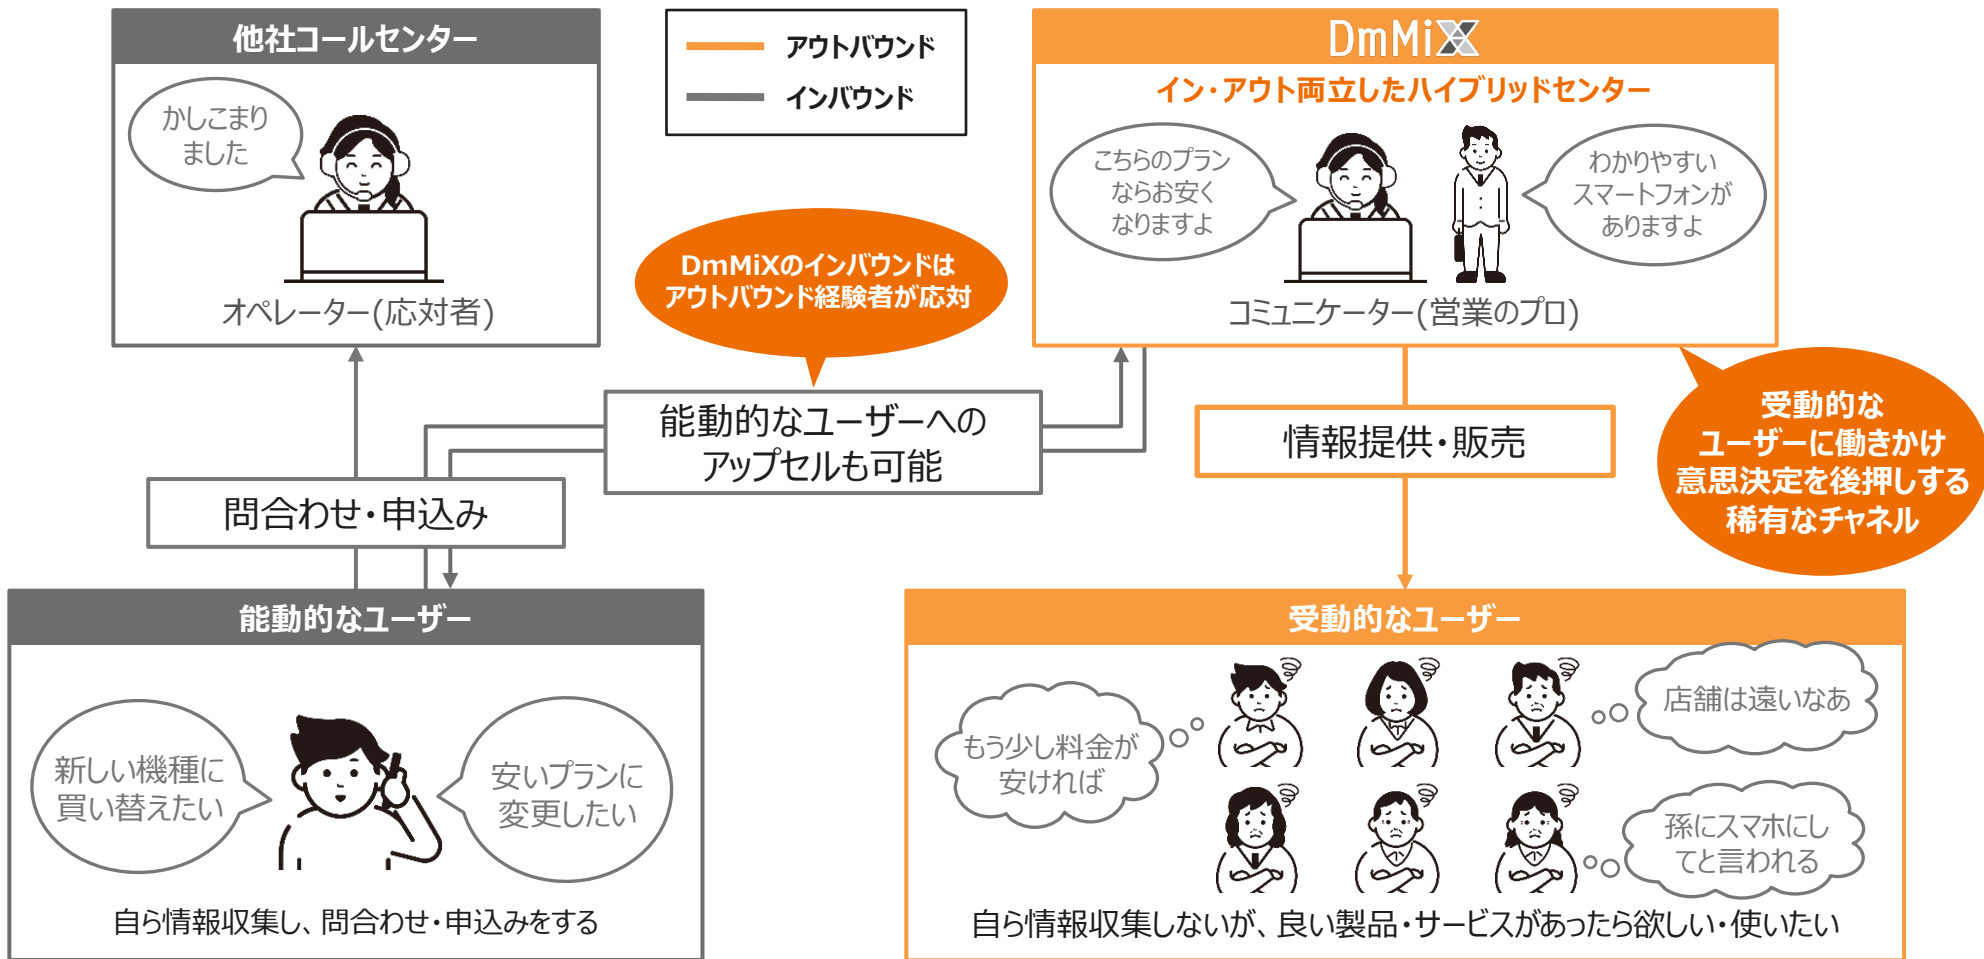 他社コールセンター
かしこまり
ました
オペレーター(応対者)
アウトバウンド
インバウンド
DmMiX
イン・アウト両立したハイブリッドセンター
こちらのプラン
ならお安く
なりますよ
わかりやすい
スマートフォンが
ありますよ
コミュニケーター(営業のプロ)
DmMiXのインバウンドは
アウトバウンド経験者が応対
能動的なユーザーへの
アップセルも可能
情報提供・販売
受動的な
ユーザーに働きかけ
意思決定を後押しする
稀有なチャネル
問合わせ・申込み
能動的なユーザー
新しい機種に
買い替えたい
安いプランに
変更したい
自ら情報収集し、問合わせ・申込みをする
受動的なユーザー
もう少し料金が
安ければ
店舗は遠いなあ
孫にスマホにし
てと言われる
自ら情報収集しないが、良い製品・サービスがあったら欲しい・使いたい